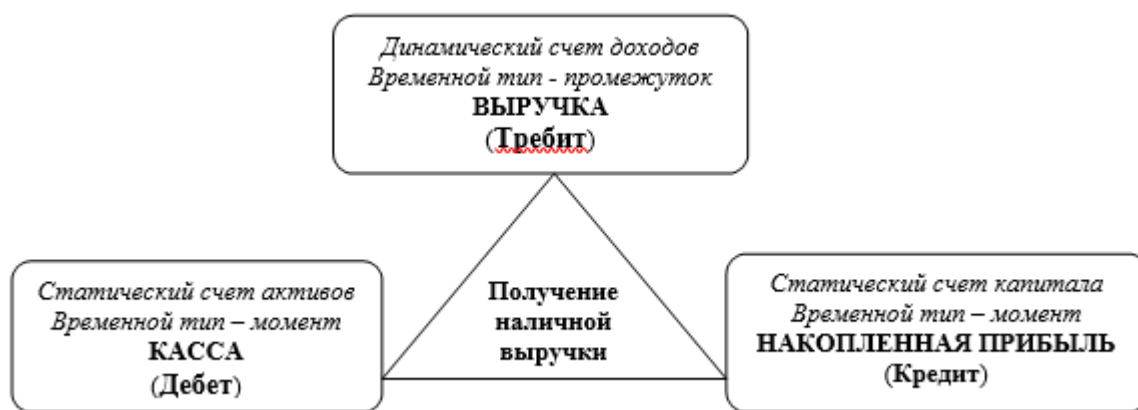 Динамический счет доходов
Временной тип - промежуток
ВЫРУЧКА
(Требит)
Статический счет активов
Временной тип – момент
КАССА
(Дебет)
Получение
наличной
выручки
Статический счет капитала
Временной тип – момент
НАКОПЛЕННАЯ ПРИБЫЛЬ
(Кредит)